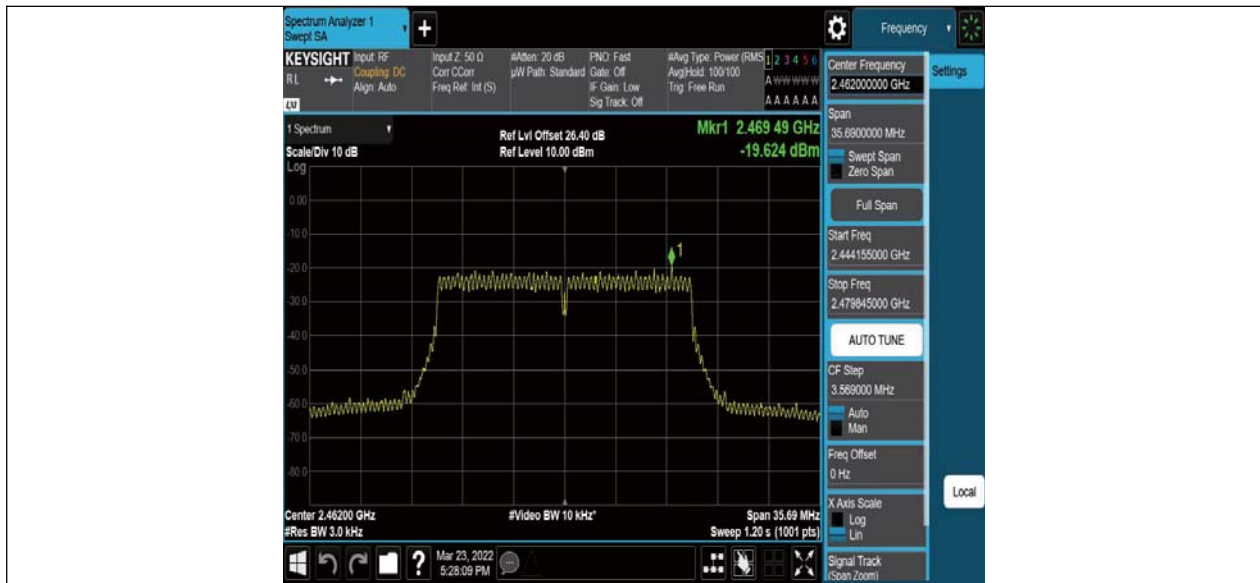 Spectrum Analyzer 1
Swept SA
+
Frequency
KEYSIGHT
RL
LXI
Input: RF
Coupling: DC
Align: Auto
Input Z: 50 Ω
Corr CCorr
Freq Ref: Int (S)
#Atten: 20 dB
µW Path: Standard
PNO: Fast
Gate: Off
IF Gain: Low
Sig Track: Off
#Avg Type: Power (RMS
Avg|Hold: 100/100
Trig: Free Run
1 2 3 4 5 6
A W W W W W
A A A A A A
1 Spectrum
Scale/Div 10 dB
Ref Lvl Offset 26.40 dB
Ref Level 10.00 dBm
Mkr1 2.469 49 GHz
-19.624 dBm
Log
0.00
-10.0
-20.0
-30.0
-40.0
-50.0
-60.0
-70.0
-80.0
1
Center 2.46200 GHz
#Res BW 3.0 kHz
#Video BW 10 kHz*
Span 35.69 MHz
Sweep 1.20 s (1001 pts)
Center Frequency
2.462000000 GHz
Span
35.6900000 MHz
Swept Span
Zero Span
Full Span
Start Freq
2.444155000 GHz
Stop Freq
2.479845000 GHz
AUTO TUNE
CF Step
3.569000 MHz
Auto
Man
Freq Offset
0 Hz
X Axis Scale
Log
Lin
Signal Track
(Span Zoom)
Settings
Local
?
Mar 23, 2022
5:28:09 PM